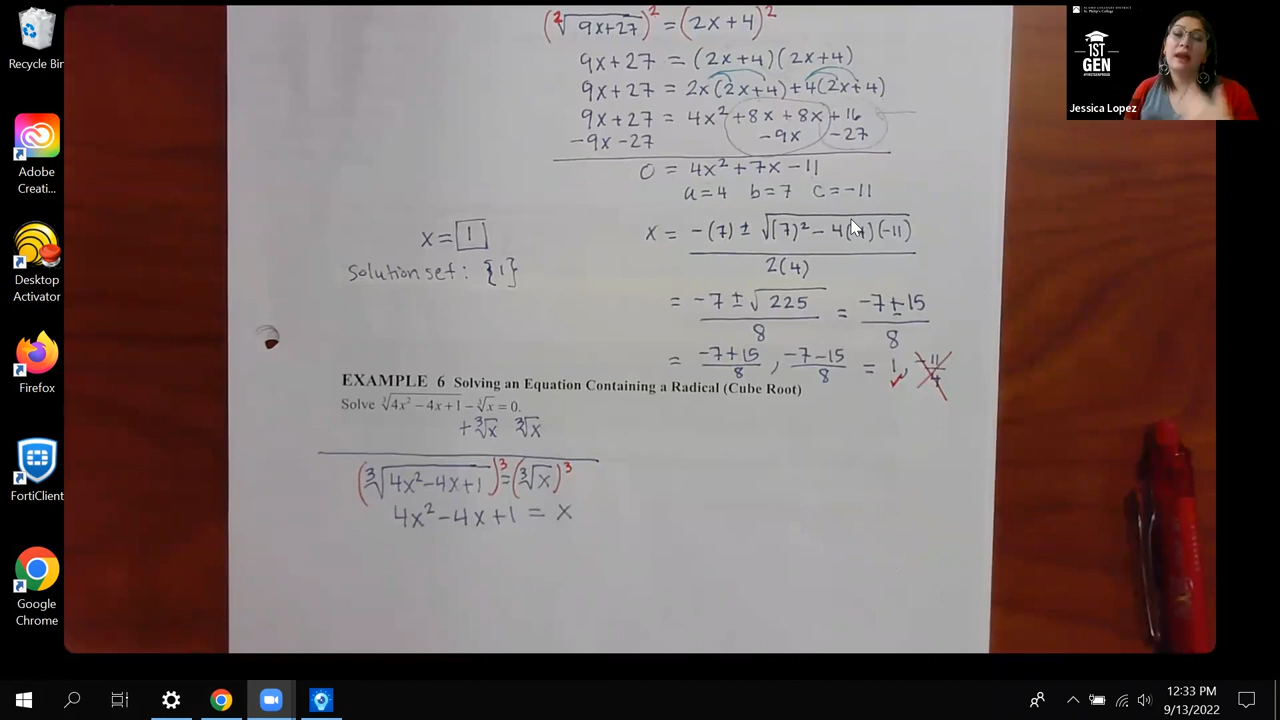 Recycle Bin
Adobe
Creati...
Desktop
Activator
Firefox
FortiClient
Google
Chrome
(²√9x+27)² = (2x+4)²
9x+27 = (2x+4)(2x+4)
9x+27 = 2x(2x+4)+4(2x+4)
9x+27 = 4x²+8x+8x+16
-9x -27 -9x -27
0 = 4x²+7x-11
a=4 b=7 c=-11
x = 1
Solution set: {1}
x = -(7) ± √(7)² - 4(4)(-11)
2(4)
= -7 ± √225 = -7±15
8 8
= -7+15 , -7-15 = 1, -11
8 8 4
EXAMPLE 6 Solving an Equation Containing a Radical (Cube Root)
Solve ∛4x² − 4x + 1 − ∛x = 0.
+∛x ∛x
(∛4x²-4x+1)³=(∛x)³
4x²-4x+1 = x
1ST
GEN
Jessica Lopez
12:33 PM
9/13/2022